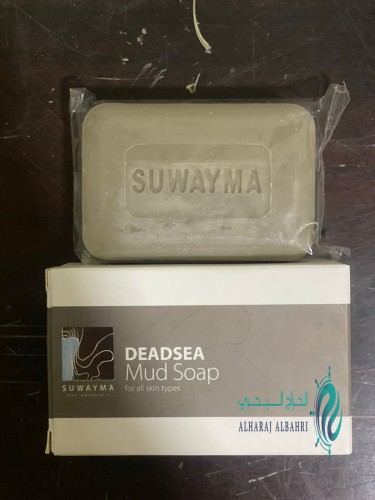 SUWAYMA
DEADSEA
Mud Soap
for all skin types
SUWAYMA
الحراج البحري
ALHARAJ ALBAHRI